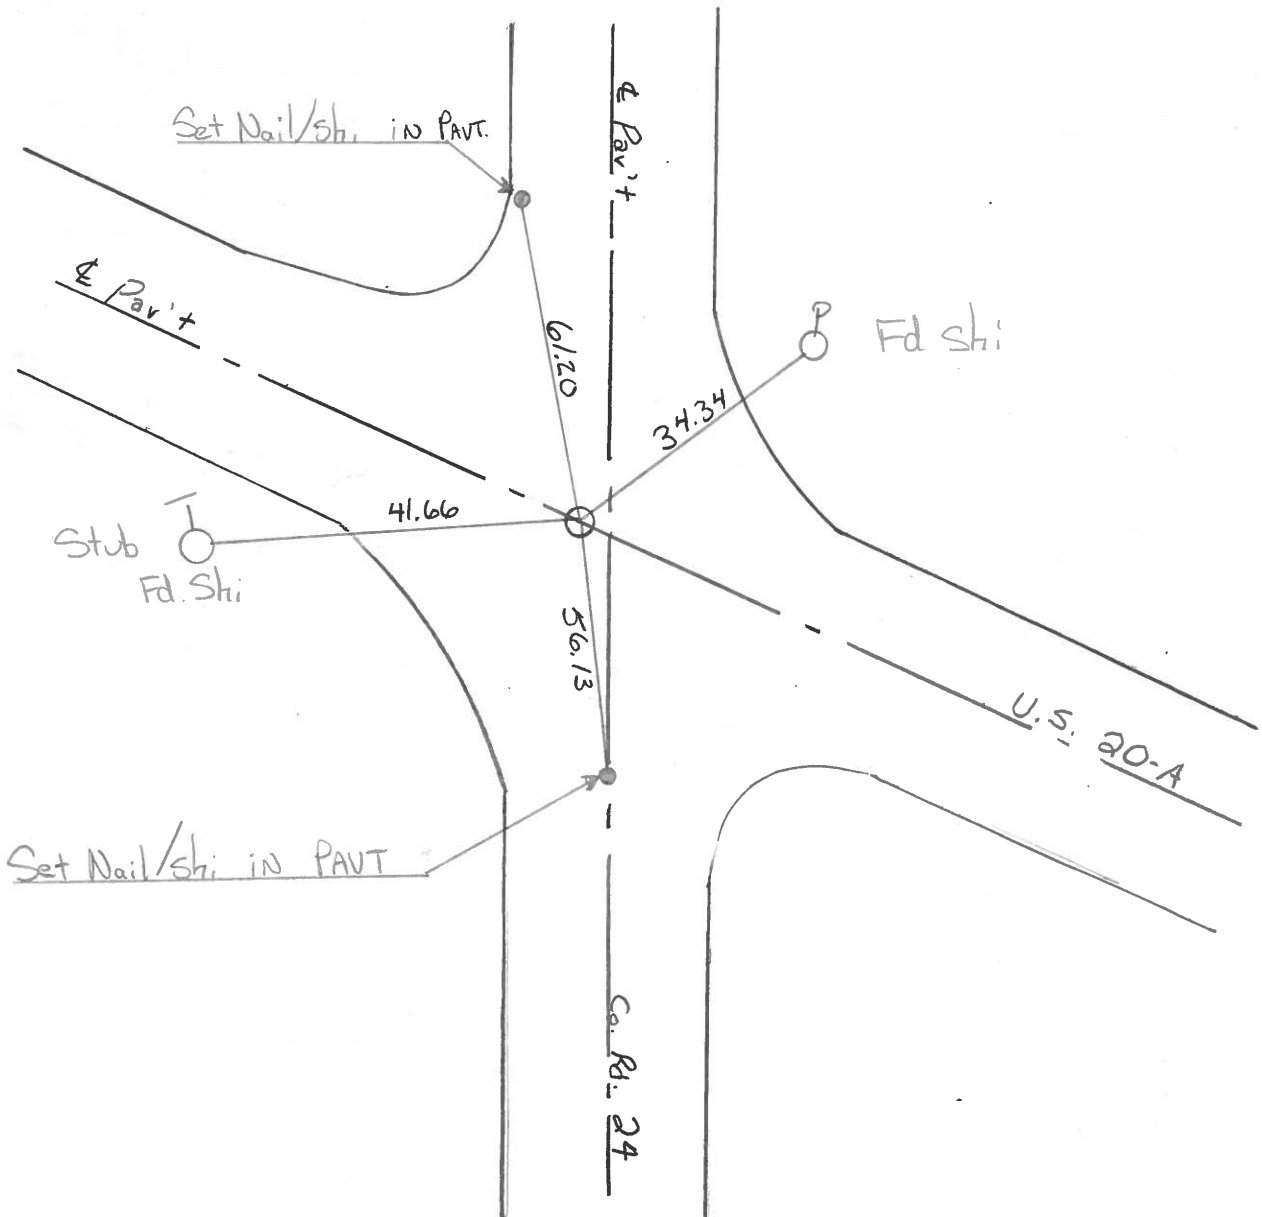 Set Nail/Shi in PAVT.
℄ Pav't
℄ Pav't
61.20
P
Fd Shi
34.34
41.66
T
Stub
Fd. Shi
56.13
U.S. 20-A
Set Nail/Shi in PAVT
Co. Rd. 24